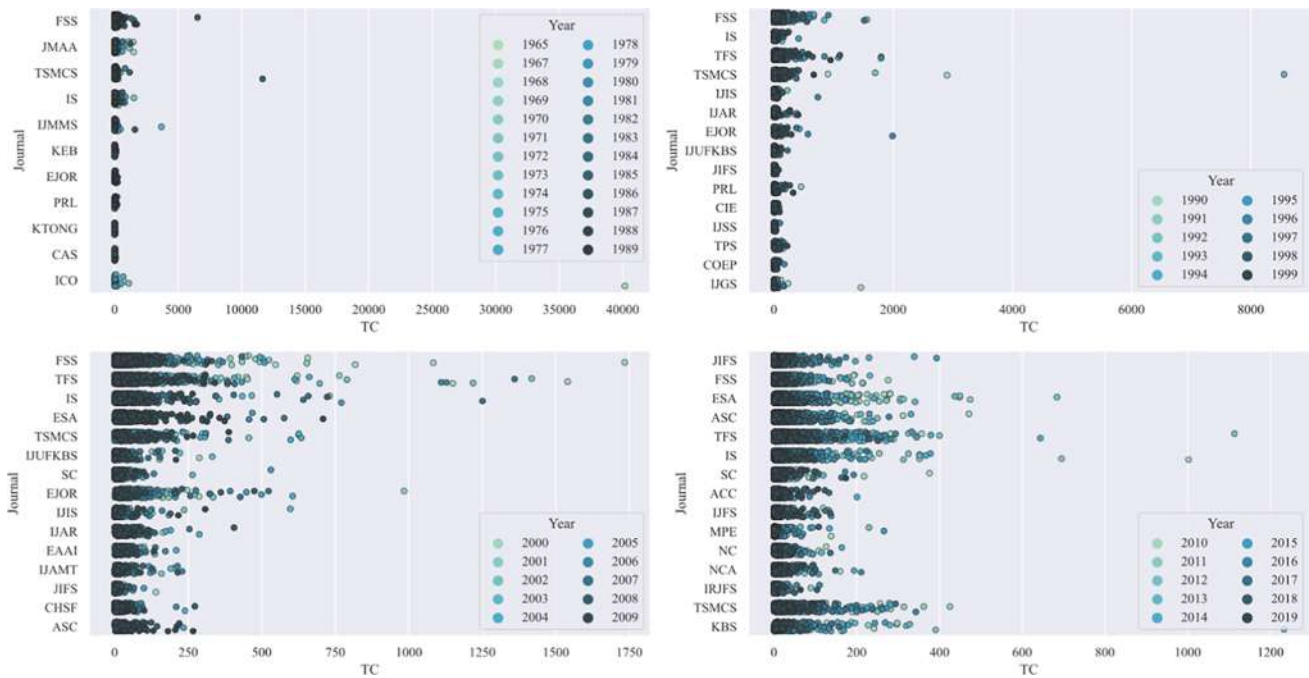 FSS
JMAA
TSMCS
IS
IJMMS
KEB
EJOR
PRL
KTONG
CAS
ICO
Journal
0 5000 10000 15000 20000 25000 30000 35000 40000
TC
Year
1965 1978
1967 1979
1968 1980
1969 1981
1970 1982
1971 1983
1972 1984
1973 1985
1974 1986
1975 1987
1976 1988
1977 1989
FSS
IS
TFS
TSMCS
IJIS
IJAR
EJOR
IJUFKBS
JIFS
PRL
CIE
IJSS
TPS
COEP
IJGS
Journal
0 2000 4000 6000 8000
TC
Year
1990 1995
1991 1996
1992 1997
1993 1998
1994 1999
FSS
TFS
IS
ESA
TSMCS
IJUFKBS
SC
EJOR
IJIS
IJAR
EAAI
IJAMT
JIFS
CHSF
ASC
Journal
0 250 500 750 1000 1250 1500 1750
TC
Year
2000 2005
2001 2006
2002 2007
2003 2008
2004 2009
JIFS
FSS
ESA
ASC
TFS
IS
SC
ACC
IJFS
MPE
NC
NCA
IRJFS
TSMCS
KBS
Journal
0 200 400 600 800 1000 1200
TC
Year
2010 2015
2011 2016
2012 2017
2013 2018
2014 2019